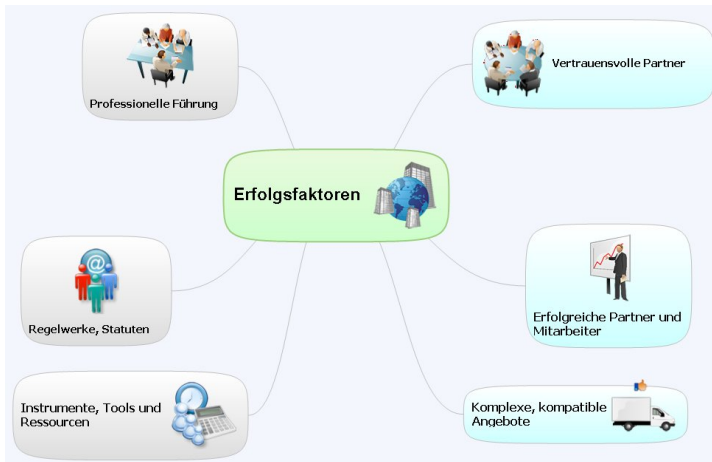 Professionelle Führung
Vertrauensvolle Partner
Erfolgsfaktoren
@
Regelwerke, Statuten
Erfolgreiche Partner und
Mitarbeiter
Instrumente, Tools und
Ressourcen
Komplexe, kompatible
Angebote